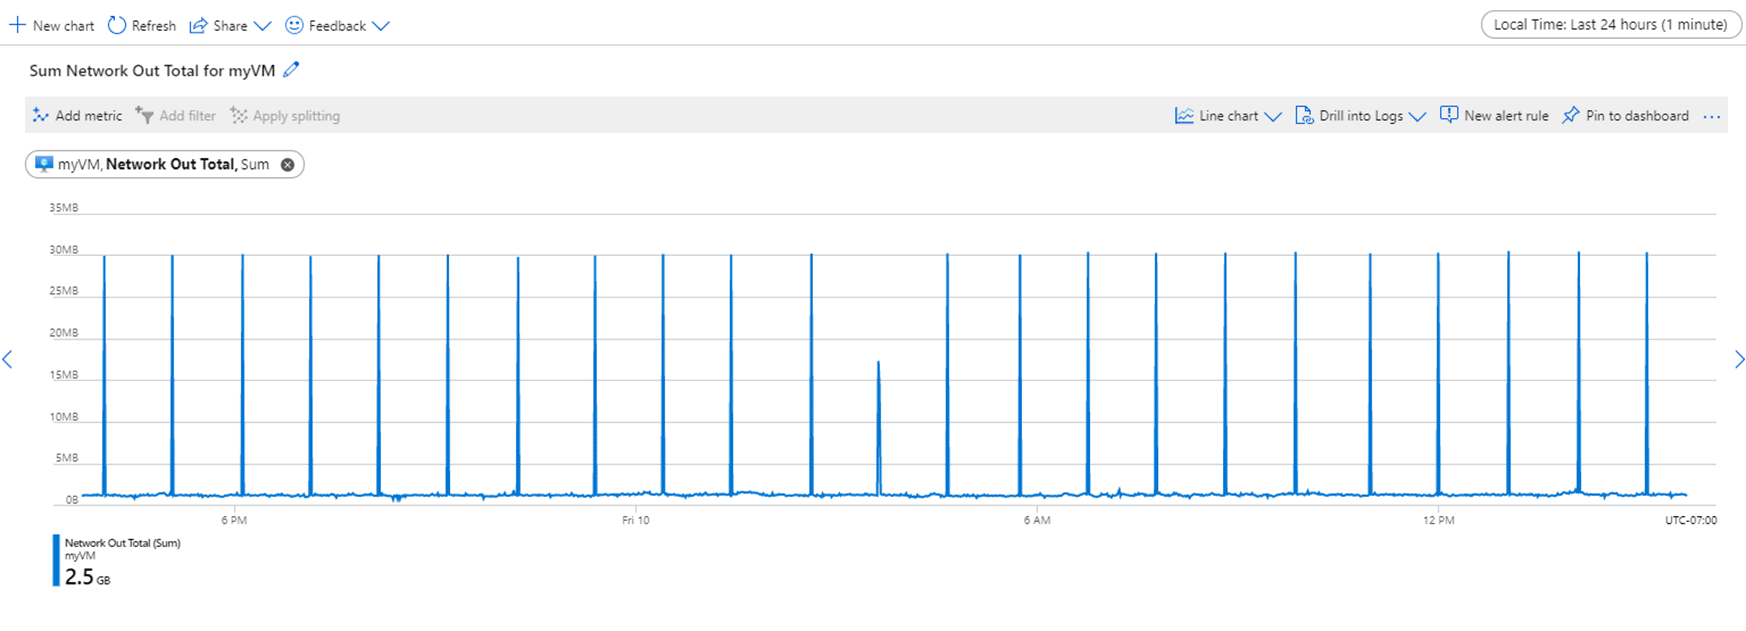 New chart Refresh Share Feedback Local Time: Last 24 hours (1 minute)
Sum Network Out Total for myVM
Add metric Add filter Apply splitting Line chart Drill into Logs New alert rule Pin to dashboard ...
myVM, Network Out Total, Sum
35MB
30MB
25MB
20MB
15MB
10MB
5MB
0B
6 PM Fri 10 6 AM 12 PM UTC-07:00
Network Out Total (Sum)
myVM
2.5 GB